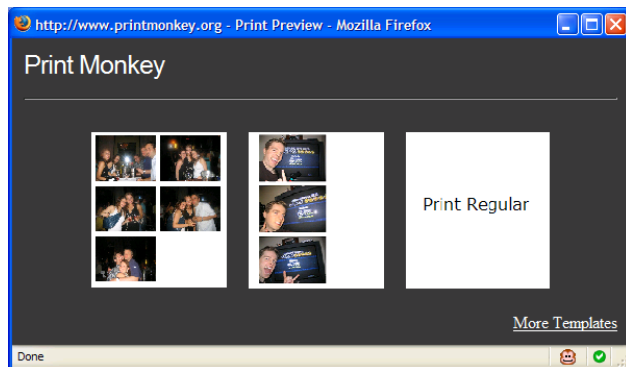 http://www.printmonkey.org - Print Preview - Mozilla Firefox
Print Monkey
Print Regular
More Templates
Done